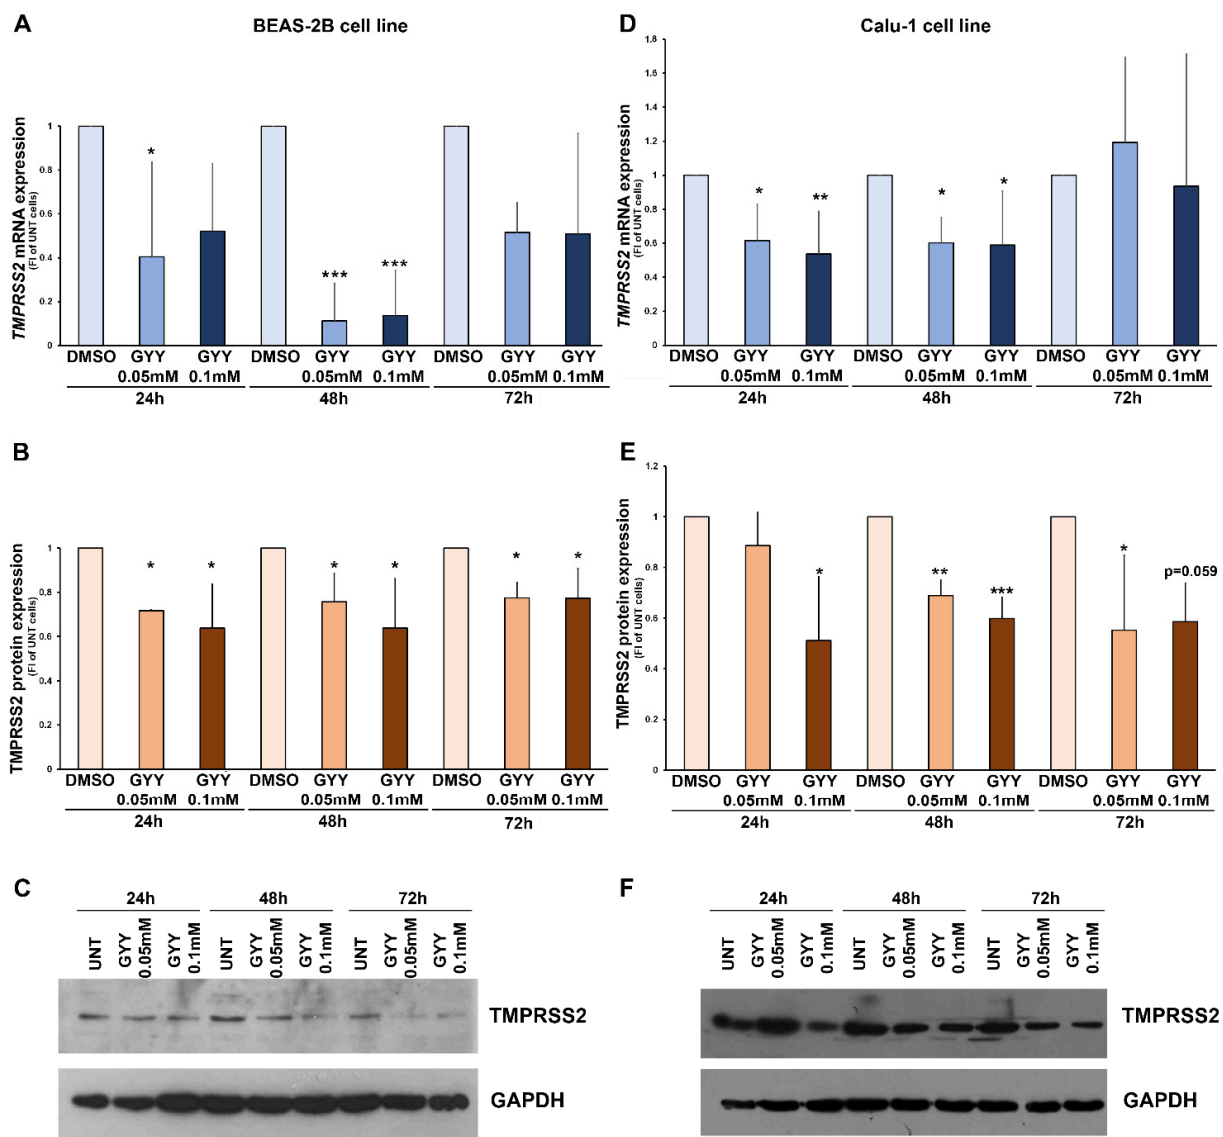 A
BEAS-2B cell line
TMPRSS2 mRNA expression
(FI of UNT cells)
1
0.8
0.6
0.4
0.2
0
*
***
***
DMSO GYY GYY DMSO GYY GYY DMSO GYY GYY
0.05mM 0.1mM 0.05mM 0.1mM 0.05mM 0.1mM
24h 48h 72h
D
Calu-1 cell line
TMPRSS2 mRNA expression
(FI of UNT cells)
1.8
1.6
1.4
1.2
1
0.8
0.6
0.4
0.2
0
* ** * *
DMSO GYY GYY DMSO GYY GYY DMSO GYY GYY
0.05mM 0.1mM 0.05mM 0.1mM 0.05mM 0.1mM
24h 48h 72h
B
TMPRSS2 protein expression
(FI of UNT cells)
1
0.8
0.6
0.4
0.2
0
* * * * * *
DMSO GYY GYY DMSO GYY GYY DMSO GYY GYY
0.05mM 0.1mM 0.05mM 0.1mM 0.05mM 0.1mM
24h 48h 72h
E
TMPRSS2 protein expression
(FI of UNT cells)
1.2
1
0.8
0.6
0.4
0.2
0
* ** *** * p=0.059
DMSO GYY GYY DMSO GYY GYY DMSO GYY GYY
0.05mM 0.1mM 0.05mM 0.1mM 0.05mM 0.1mM
24h 48h 72h
C
24h 48h 72h
UNT
GYY
0.05mM
GYY
0.1mM
UNT
GYY
0.05mM
GYY
0.1mM
UNT
GYY
0.05mM
GYY
0.1mM
TMPRSS2
GAPDH
F
24h 48h 72h
UNT
GYY
0.05mM
GYY
0.1mM
UNT
GYY
0.05mM
GYY
0.1mM
UNT
GYY
0.05mM
GYY
0.1mM
TMPRSS2
GAPDH